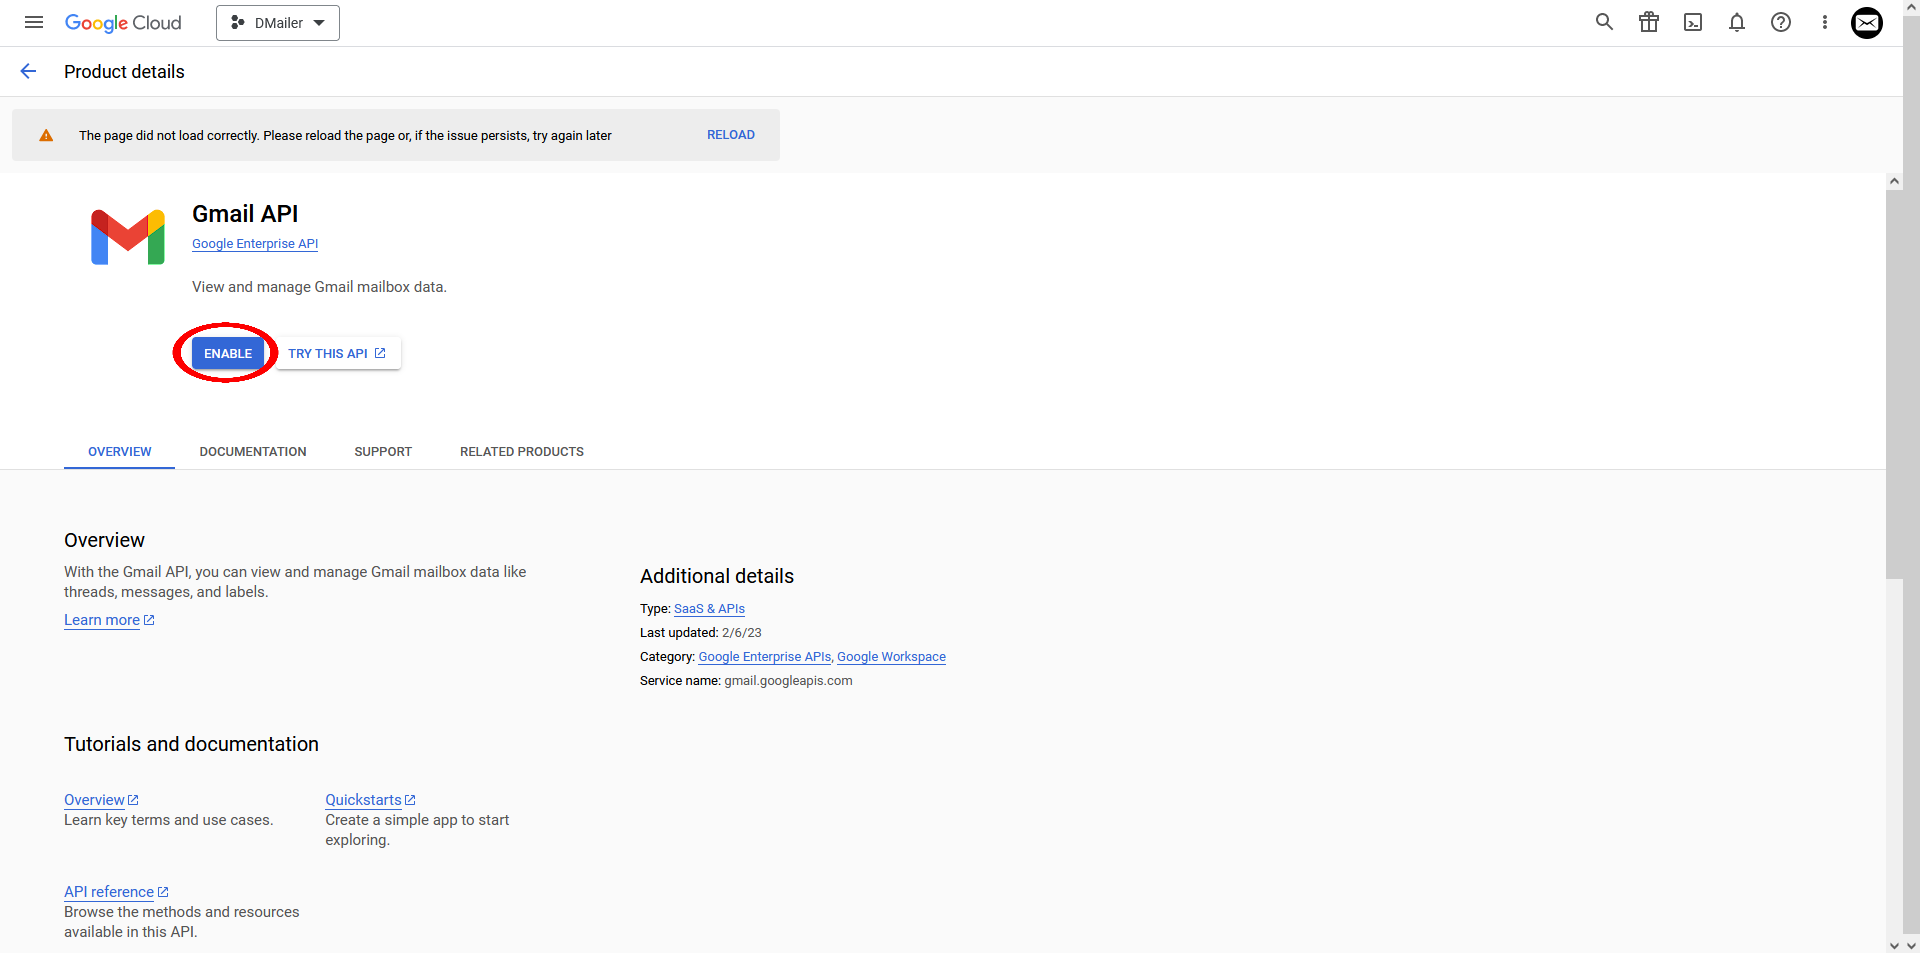 Google Cloud
DMailer
Product details
The page did not load correctly. Please reload the page or, if the issue persists, try again later
RELOAD
Gmail API
Google Enterprise API
View and manage Gmail mailbox data.
ENABLE
TRY THIS API
OVERVIEW
DOCUMENTATION
SUPPORT
RELATED PRODUCTS
Overview
With the Gmail API, you can view and manage Gmail mailbox data like
threads, messages, and labels.
Learn more
Additional details
Type: SaaS & APIs
Last updated: 2/6/23
Category: Google Enterprise APIs, Google Workspace
Service name: gmail.googleapis.com
Tutorials and documentation
Overview
Learn key terms and use cases.
Quickstarts
Create a simple app to start
exploring.
API reference
Browse the methods and resources
available in this API.